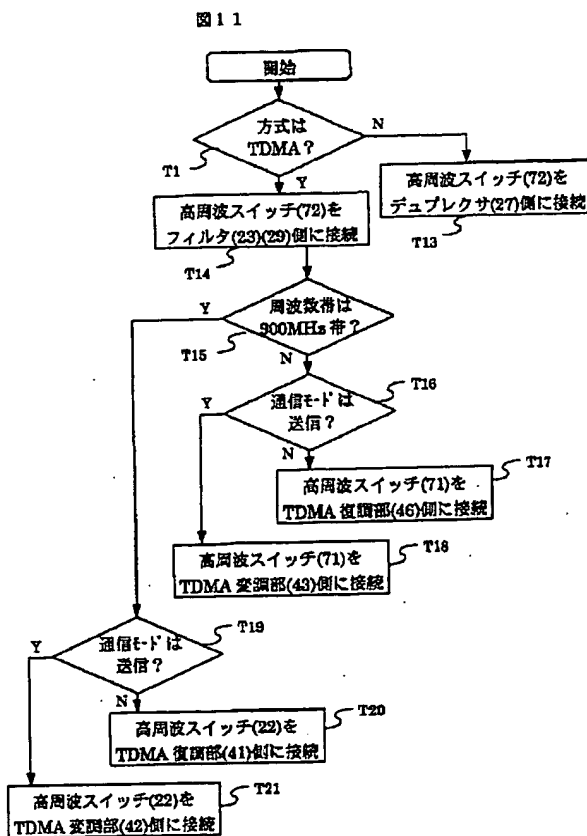 図11
開始
方式は
TDMA？
N
T1
Y
高周波スイッチ(72)を
デュプレクサ(27)側に接続
T13
高周波スイッチ(72)を
フィルタ(23)(29)側に接続
T14
周波数帯は
900MHz帯？
Y
T15
N
通信モードは
送信？
T16
Y
N
高周波スイッチ(71)を
TDMA復調部(46)側に接続
T17
高周波スイッチ(71)を
TDMA変調部(43)側に接続
T18
通信モードは
送信？
T19
Y
N
高周波スイッチ(22)を
TDMA復調部(41)側に接続
T20
高周波スイッチ(22)を
TDMA変調部(42)側に接続
T21